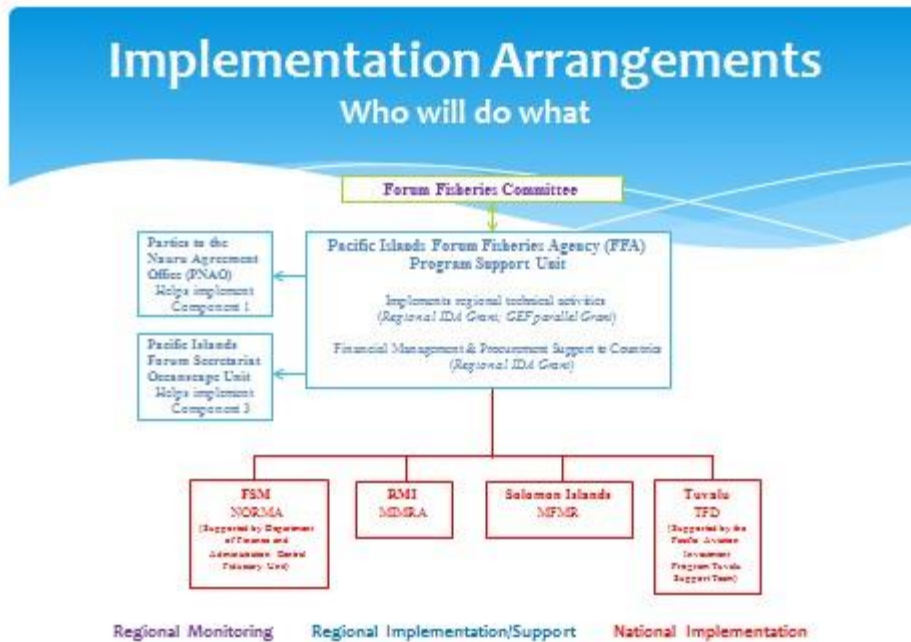 Implementation Arrangements
Who will do what
Forum Fisheries Committee
Parties to the
Nauru Agreement
Office (PNAO)
Helps implement
Component 1
Pacific Islands Forum Fisheries Agency (FFA)
Program Support Unit
Implements regional technical activities
(Regional IDA Grant; GEF parallel Grant)
Financial Management & Procurement Support to Countries
(Regional IDA Grant)
Pacific Islands
Forum Secretariat
Oceanscape Unit
Helps implement
Component 3
FSM
NORMA
(Supported by Department
of Finance and
Administration Central
Fiduciary Unit)
RMI
MIMRA
Solomon Islands
MFMR
Tuvalu
TFD
(Supported by the
Pacific Aviation
Investment
Program Tuvalu
Support Team)
Regional Monitoring
Regional Implementation/Support
National Implementation